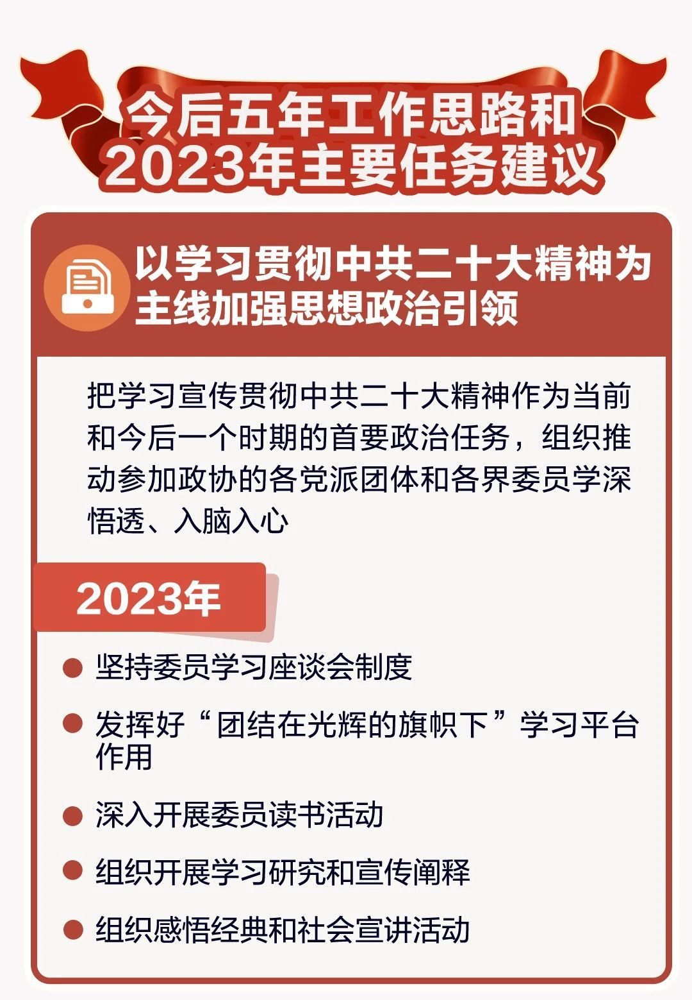 今后五年工作思路和
2023年主要任务建议
以学习贯彻中共二十大精神为
主线加强思想政治引领
把学习宣传贯彻中共二十大精神作为当前
和今后一个时期的首要政治任务，组织推
动参加政协的各党派团体和各界委员学深
悟透、入脑入心
2023年
坚持委员学习座谈会制度
发挥好“团结在光辉的旗帜下”学习平台
作用
深入开展委员读书活动
组织开展学习研究和宣传阐释
组织感悟经典和社会宣讲活动